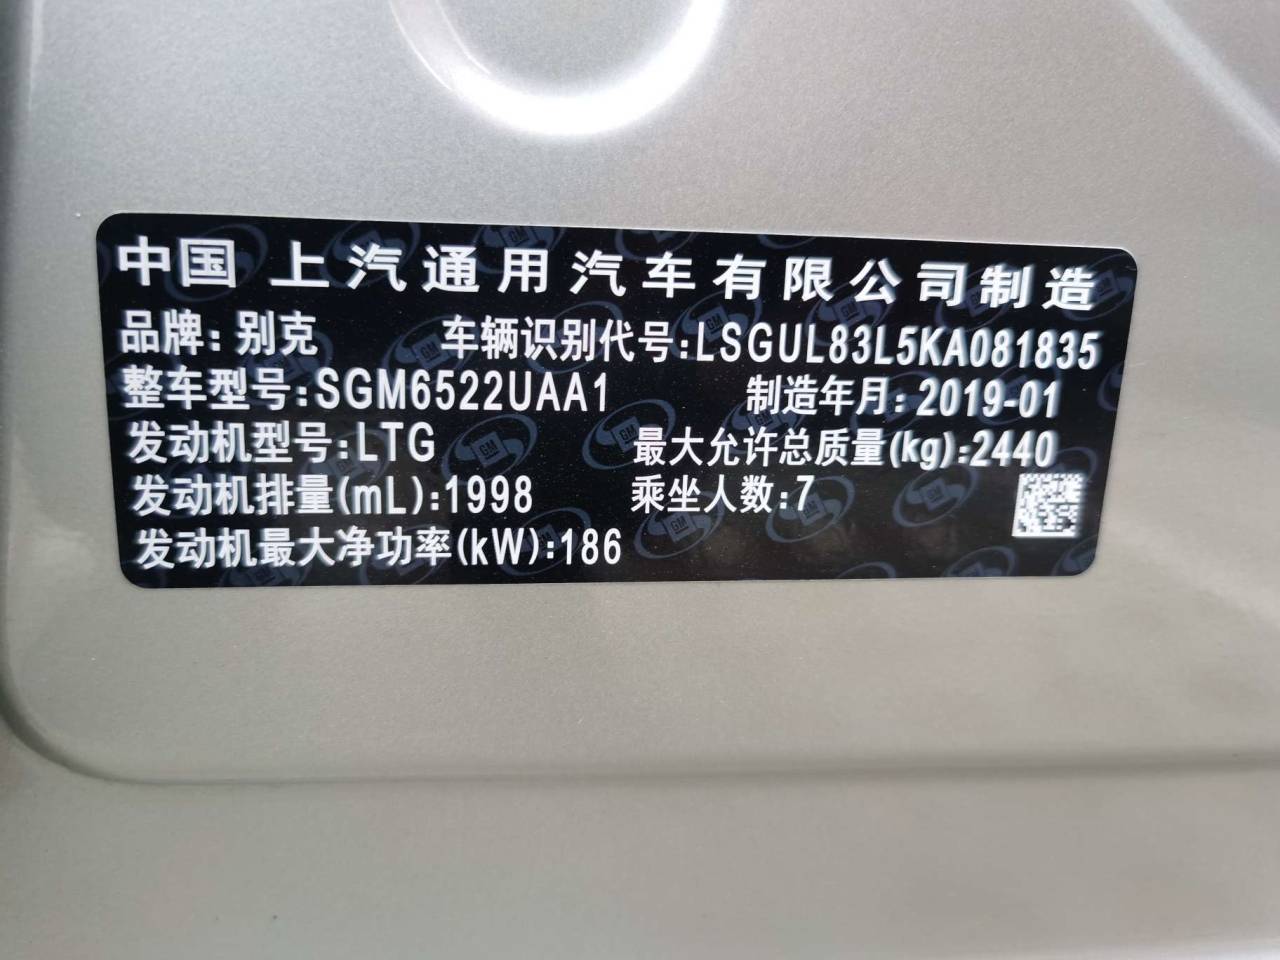 中国 上汽通用汽车有限公司制造
品牌:别克 车辆识别代号:LSGUL83L5KA081835
整车型号:SGM6522UAA1 制造年月:2019-01
发动机型号:LTG 最大允许总质量(kg):2440
发动机排量(mL):1998 乘坐人数:7
发动机最大净功率(kW):186